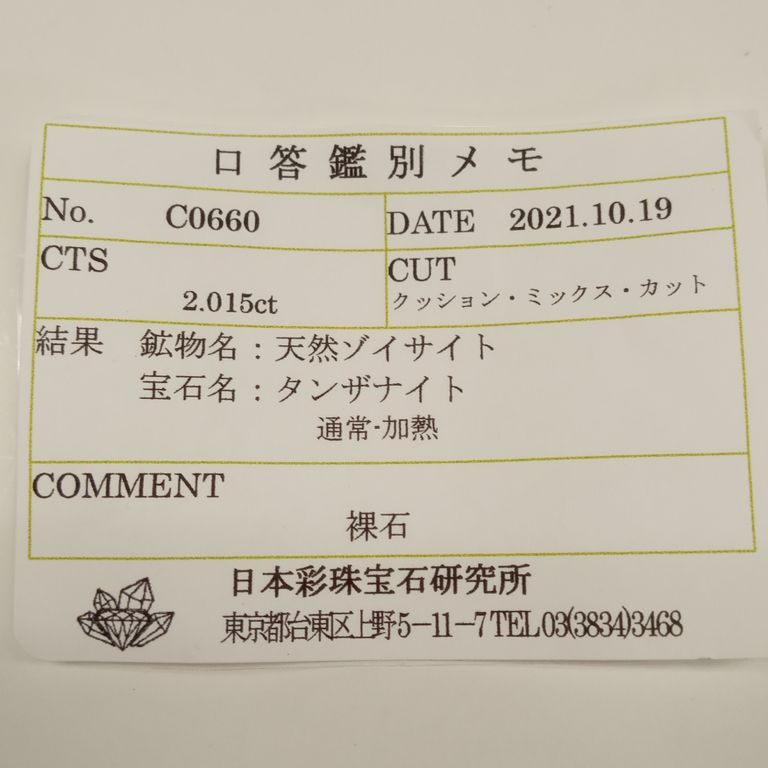 口答鑑別メモ
No. C0660 DATE 2021.10.19
CTS 2.015ct CUT クッション・ミックス・カット
結果 鉱物名：天然ゾイサイト
宝石名：タンザナイト
通常・加熱
COMMENT
裸石
日本彩珠宝石研究所
東京都台東区上野5－11－7 TEL 03(3834)3468